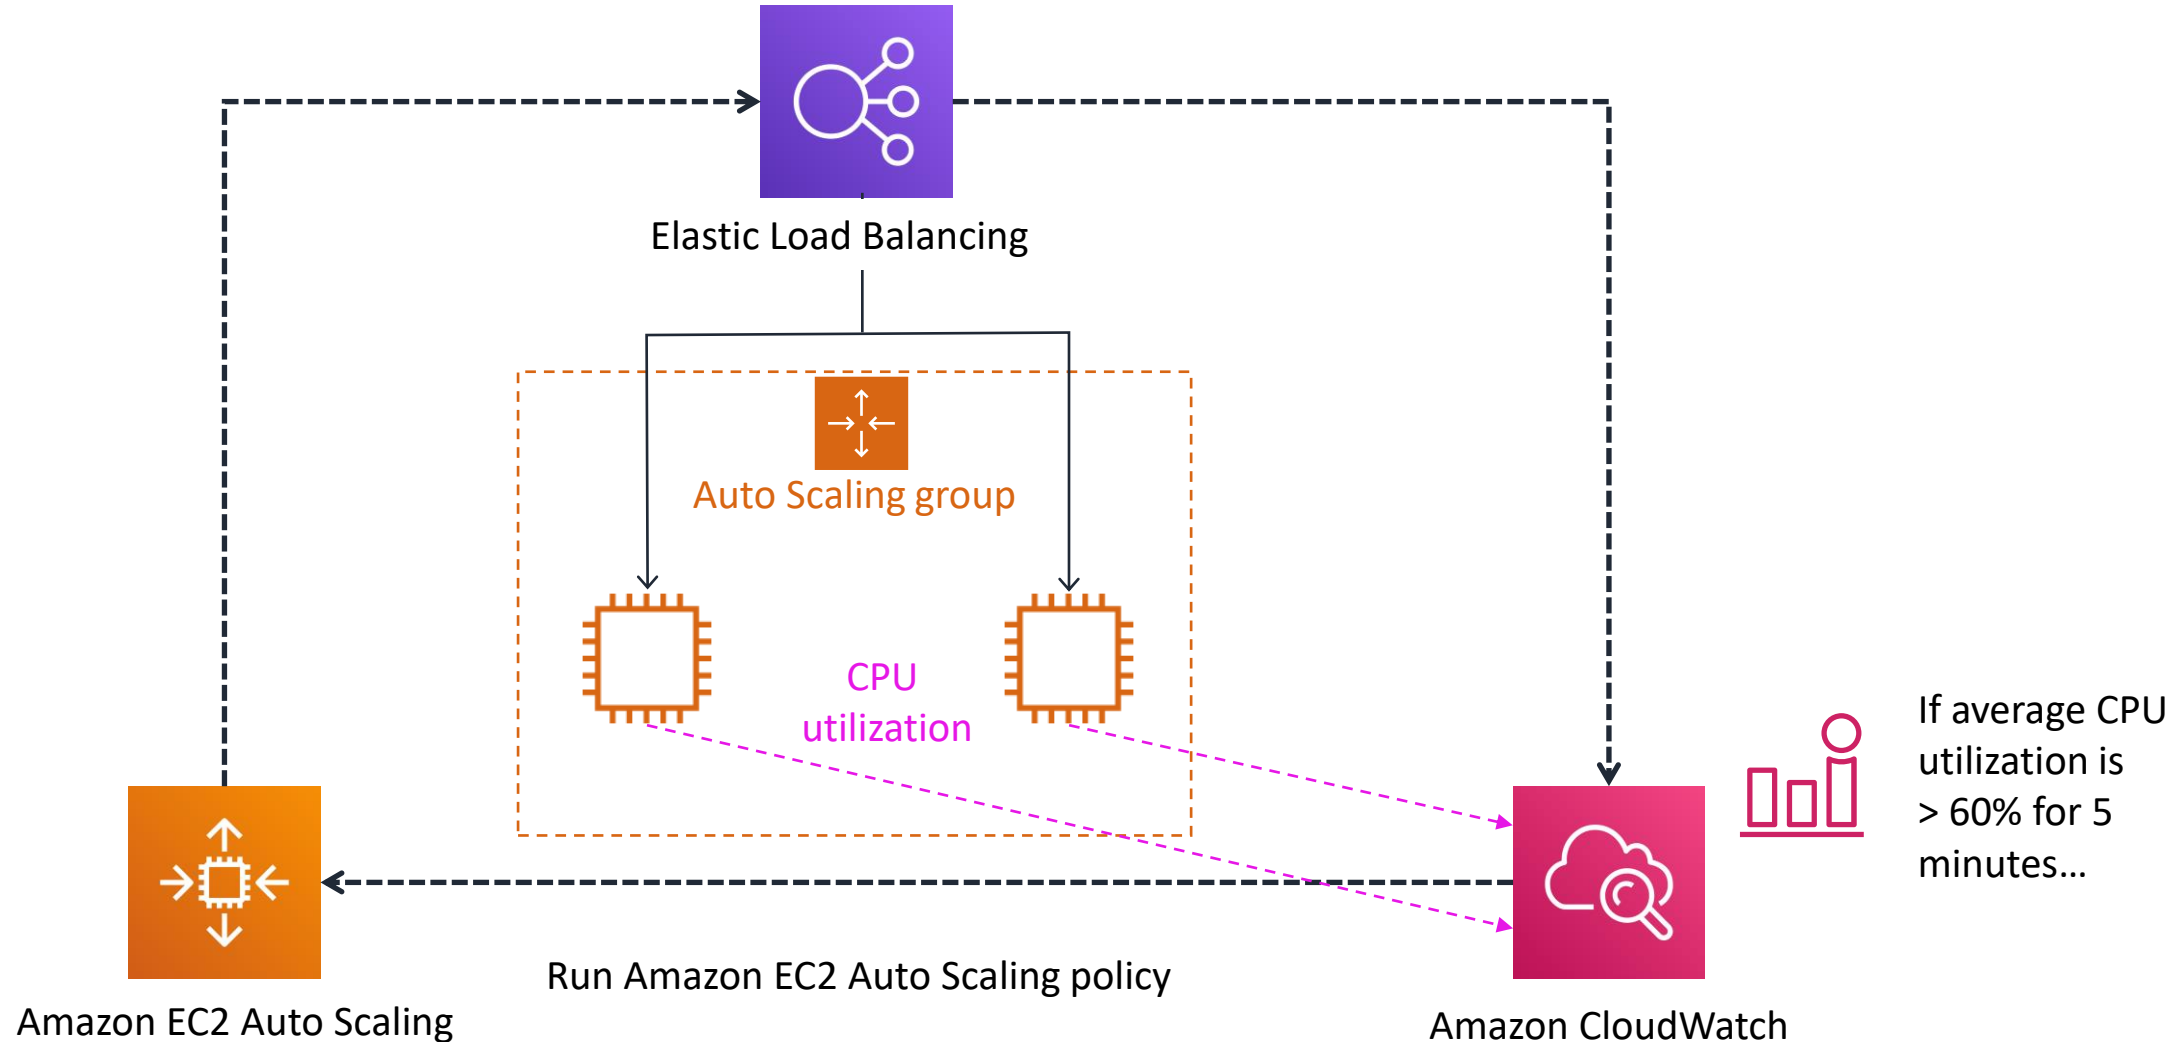 Elastic Load Balancing
Auto Scaling group
CPU
utilization
If average CPU
utilization is
> 60% for 5
minutes...
Run Amazon EC2 Auto Scaling policy
Amazon EC2 Auto Scaling
Amazon CloudWatch